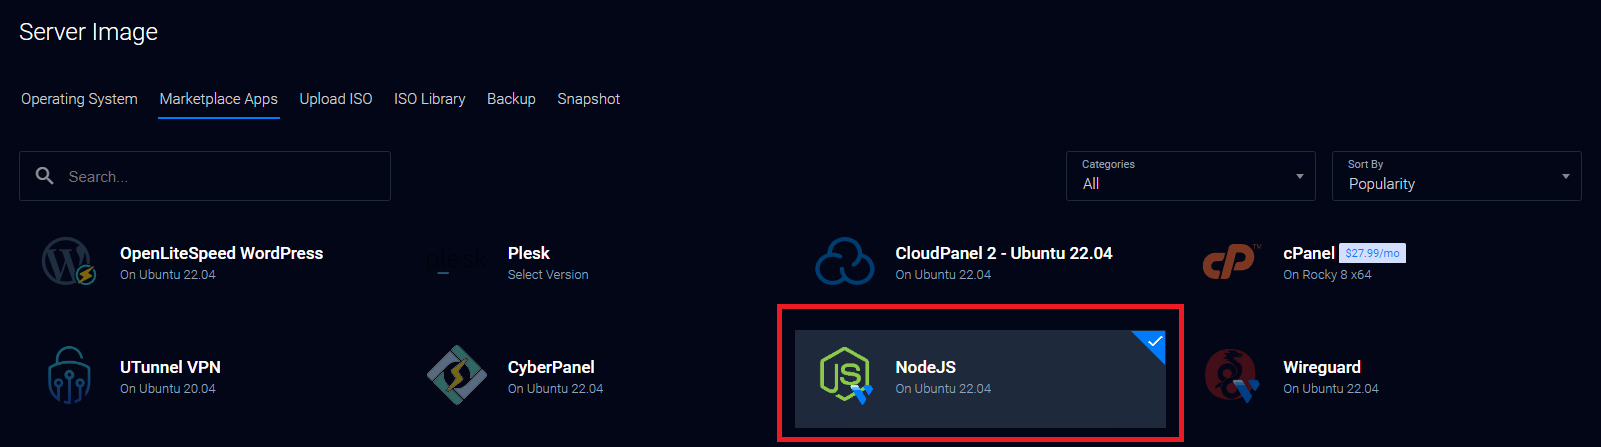 Server Image
Operating System Marketplace Apps Upload ISO ISO Library Backup Snapshot
Search...
Categories
All
Sort By
Popularity
OpenLiteSpeed WordPress
On Ubuntu 22.04
plesk
Plesk
Select Version
CloudPanel 2 - Ubuntu 22.04
On Ubuntu 22.04
cP™
cPanel $27.99/mo
On Rocky 8 x64
UTunnel VPN
On Ubuntu 20.04
CyberPanel
On Ubuntu 22.04
JS
NodeJS
On Ubuntu 22.04
Wireguard
On Ubuntu 22.04